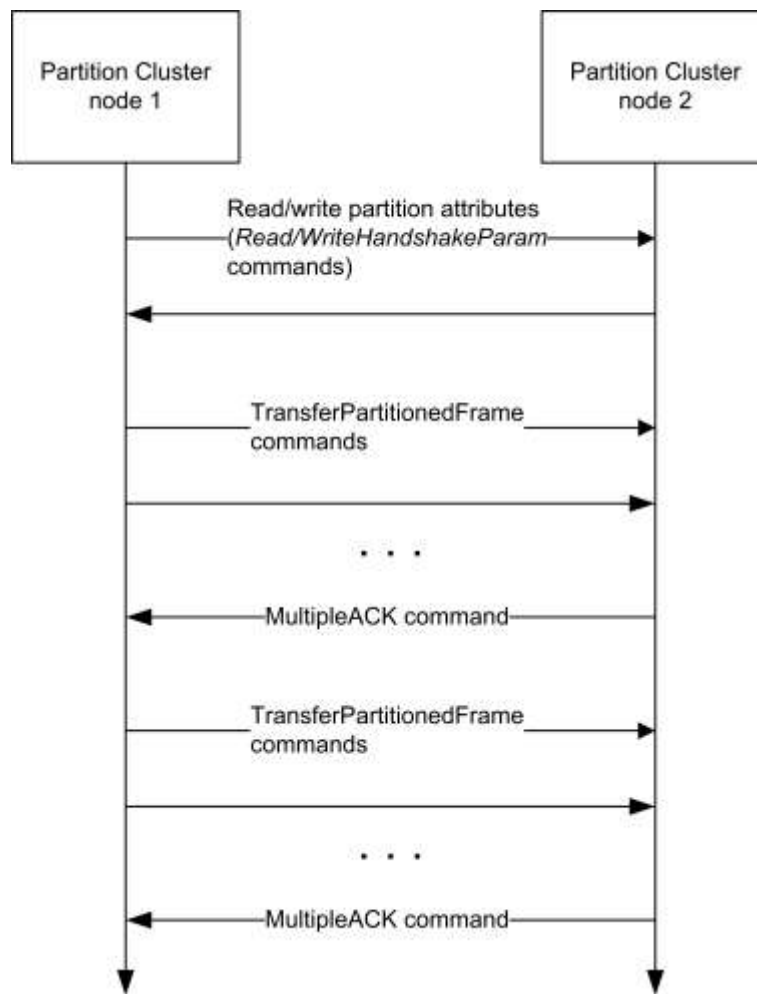 Partition Cluster
node 1
Partition Cluster
node 2
Read/write partition attributes
(Read/WriteHandshakeParam
commands)
TransferPartitionedFrame
commands
. . .
MultipleACK command
TransferPartitionedFrame
commands
. . .
MultipleACK command